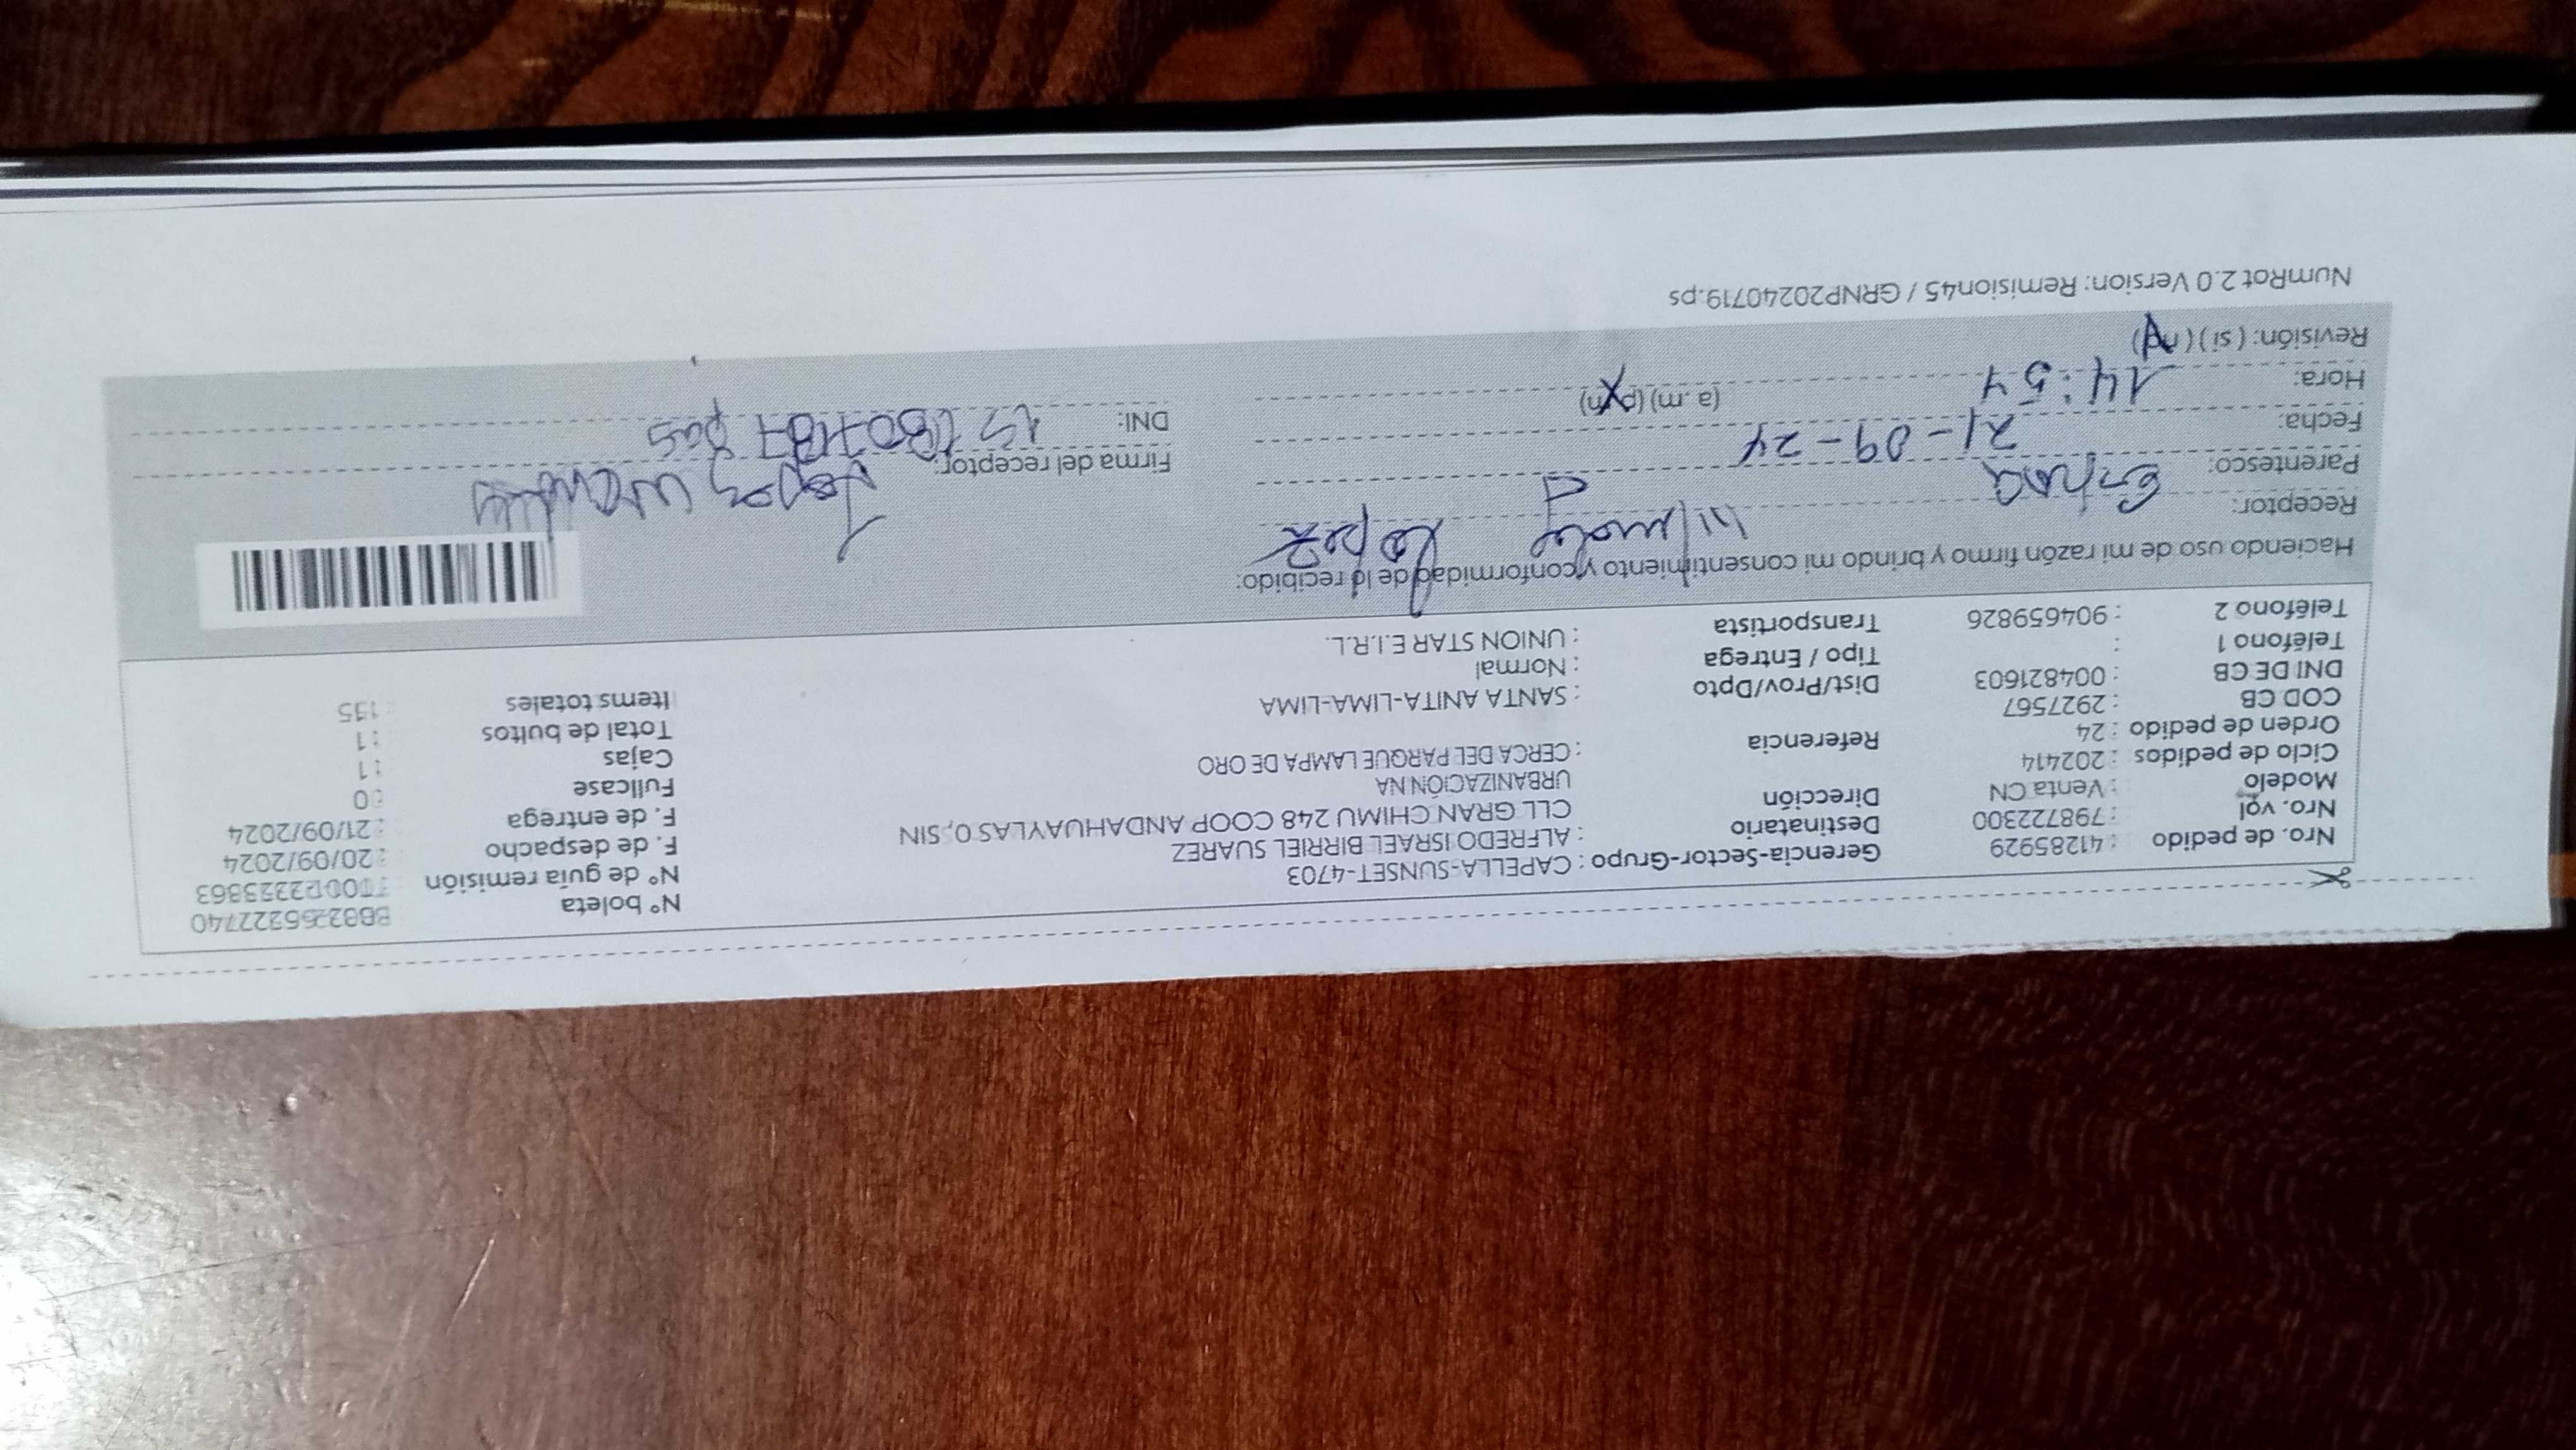 Nro. de pedido : 41285929 Gerencia-Sector-Grupo : CAPELLA-SUNSET-4703 N° boleta
Nro. vol : 798722300 Destinatario : ALFREDO ISRAEL BIRRIEL SUAREZ N° de guía remisión
Modelo : Venta CN Dirección CLL GRAN CHIMU 248 COOP ANDAHUAYLAS 0, SIN F. de despacho : 20/09/2024
Ciclo de pedidos : 202414 URBANIZACIÓN NA F. de entrega : 21/09/2024
Orden de pedido : 24 Referencia : CERCA DEL PARQUE LAMPA DE ORO Fullcase : 0
COD CB : 2927567 Cajas : 1
DNI DE CB : 004821603 Dist/Prov/Dpto : SANTA ANITA-LIMA-LIMA Total de bultos : 1
Teléfono 1 : Tipo / Entrega : Normal Items totales
Teléfono 2 : 904659826 Transportista : UNION STAR E.I.R.L.
Haciendo uso de mi razón firmo y brindo mi consentimiento y conformidad de lo recibido:
Receptor: Lopez
Parentesco: Firma del receptor:
Fecha: 21-09-24 DNI:
Hora: 14:54 (a.m) (p.m)
Revisión: (si) (no)
NumRot 2.0 Version: Remision45 / GRNP20240719.ps